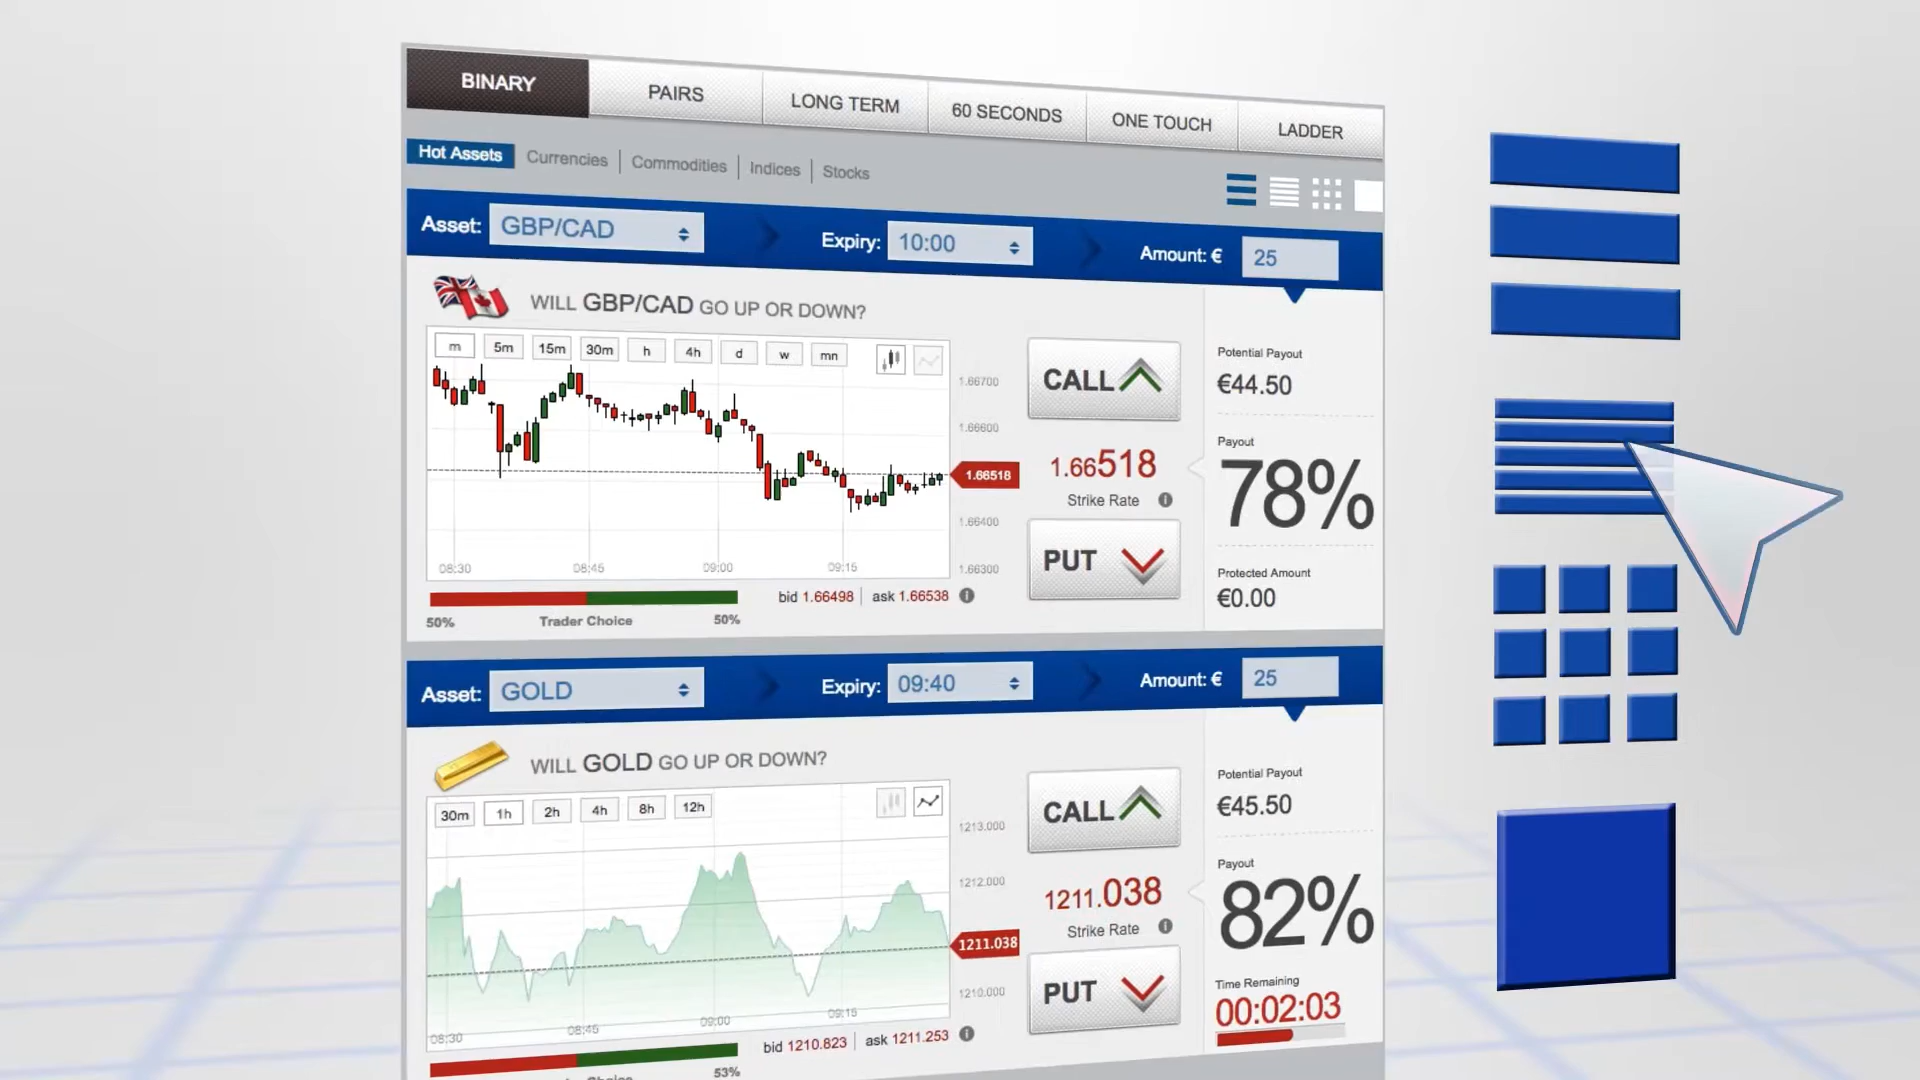 BINARY PAIRS LONG TERM 60 SECONDS ONE TOUCH LADDER
Hot Assets Currencies Commodities Indices Stocks
Asset: GBP/CAD Expiry: 10:00 Amount: € 25
WILL GBP/CAD GO UP OR DOWN?
m 5m 15m 30m h 4h d w mn
1.66700
1.66600
1.66518
1.66400
1.66300
08:30 08:45 09:00 09:15
50% Trader Choice 50%
bid 1.66498 ask 1.66538
CALL
1.66518
Strike Rate
PUT
Potential Payout
€44.50
Payout
78%
Protected Amount
€0.00
Asset: GOLD Expiry: 09:40 Amount: € 25
WILL GOLD GO UP OR DOWN?
30m 1h 2h 4h 8h 12h
1213.000
1212.000
1211.038
1210.000
08:30 08:45 09:00 09:15
53%
bid 1210.823 ask 1211.253
CALL
1211.038
Strike Rate
PUT
Potential Payout
€45.50
Payout
82%
Time Remaining
00:02:03